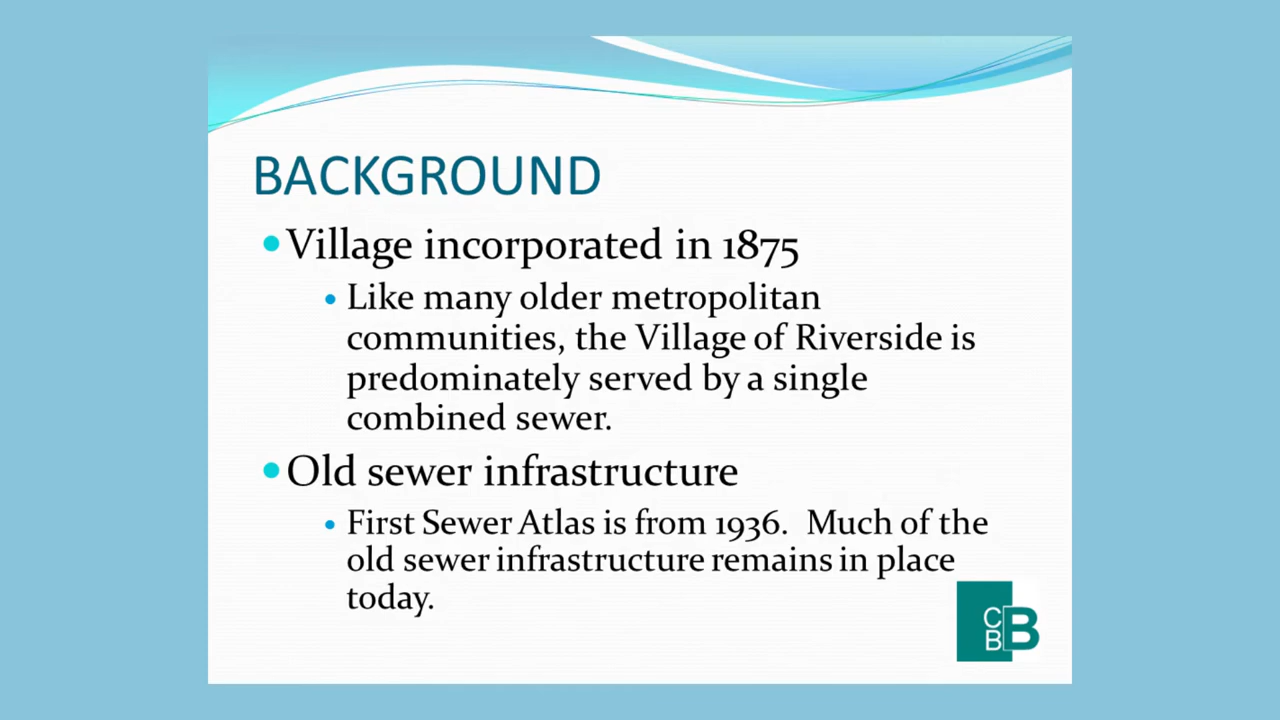 BACKGROUND
•Village incorporated in 1875
• Like many older metropolitan
communities, the Village of Riverside is
predominately served by a single
combined sewer.
•Old sewer infrastructure
• First Sewer Atlas is from 1936.  Much of the
old sewer infrastructure remains in place
today.
C B
B